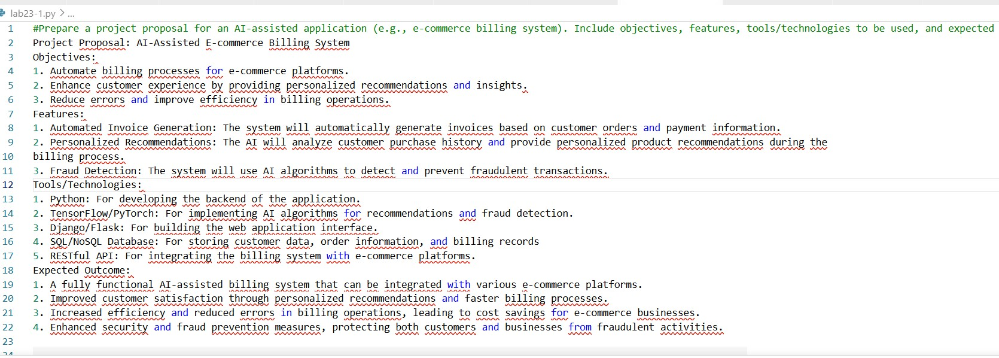 lab23-1.py > ...
1 #Prepare a project proposal for an AI-assisted application (e.g., e-commerce billing system). Include objectives, features, tools/technologies to be used, and expected
2 Project Proposal: AI-Assisted E-commerce Billing System
3 Objectives:
4 1. Automate billing processes for e-commerce platforms.
5 2. Enhance customer experience by providing personalized recommendations and insights.
6 3. Reduce errors and improve efficiency in billing operations.
7 Features:
8 1. Automated Invoice Generation: The system will automatically generate invoices based on customer orders and payment information.
9 2. Personalized Recommendations: The AI will analyze customer purchase history and provide personalized product recommendations during the
10 billing process.
11 3. Fraud Detection: The system will use AI algorithms to detect and prevent fraudulent transactions.
12 Tools/Technologies:
13 1. Python: For developing the backend of the application.
14 2. TensorFlow/PyTorch: For implementing AI algorithms for recommendations and fraud detection.
15 3. Django/Flask: For building the web application interface.
16 4. SQL/NoSQL Database: For storing customer data, order information, and billing records
17 5. RESTful API: For integrating the billing system with e-commerce platforms.
18 Expected Outcome:
19 1. A fully functional AI-assisted billing system that can be integrated with various e-commerce platforms.
20 2. Improved customer satisfaction through personalized recommendations and faster billing processes.
21 3. Increased efficiency and reduced errors in billing operations, leading to cost savings for e-commerce businesses.
22 4. Enhanced security and fraud prevention measures, protecting both customers and businesses from fraudulent activities.
23
24